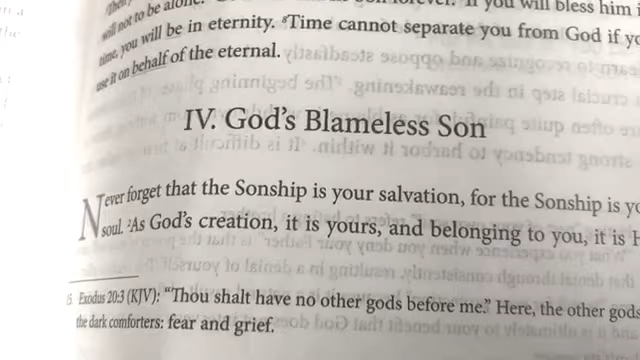 will not to be alone.
If you will bless him
time, you will be in eternity. ⁸Time cannot separate you from God if
use it on behalf of the eternal.
IV. God's Blameless Son
Never forget that the Sonship is your salvation, for the Sonship is
soul. ²As God's creation, it is yours, and belonging to you, it is
15 Exodus 20:3 (KJV): "Thou shalt have no other gods before me." Here, the other gods
the dark comforters: fear and grief.